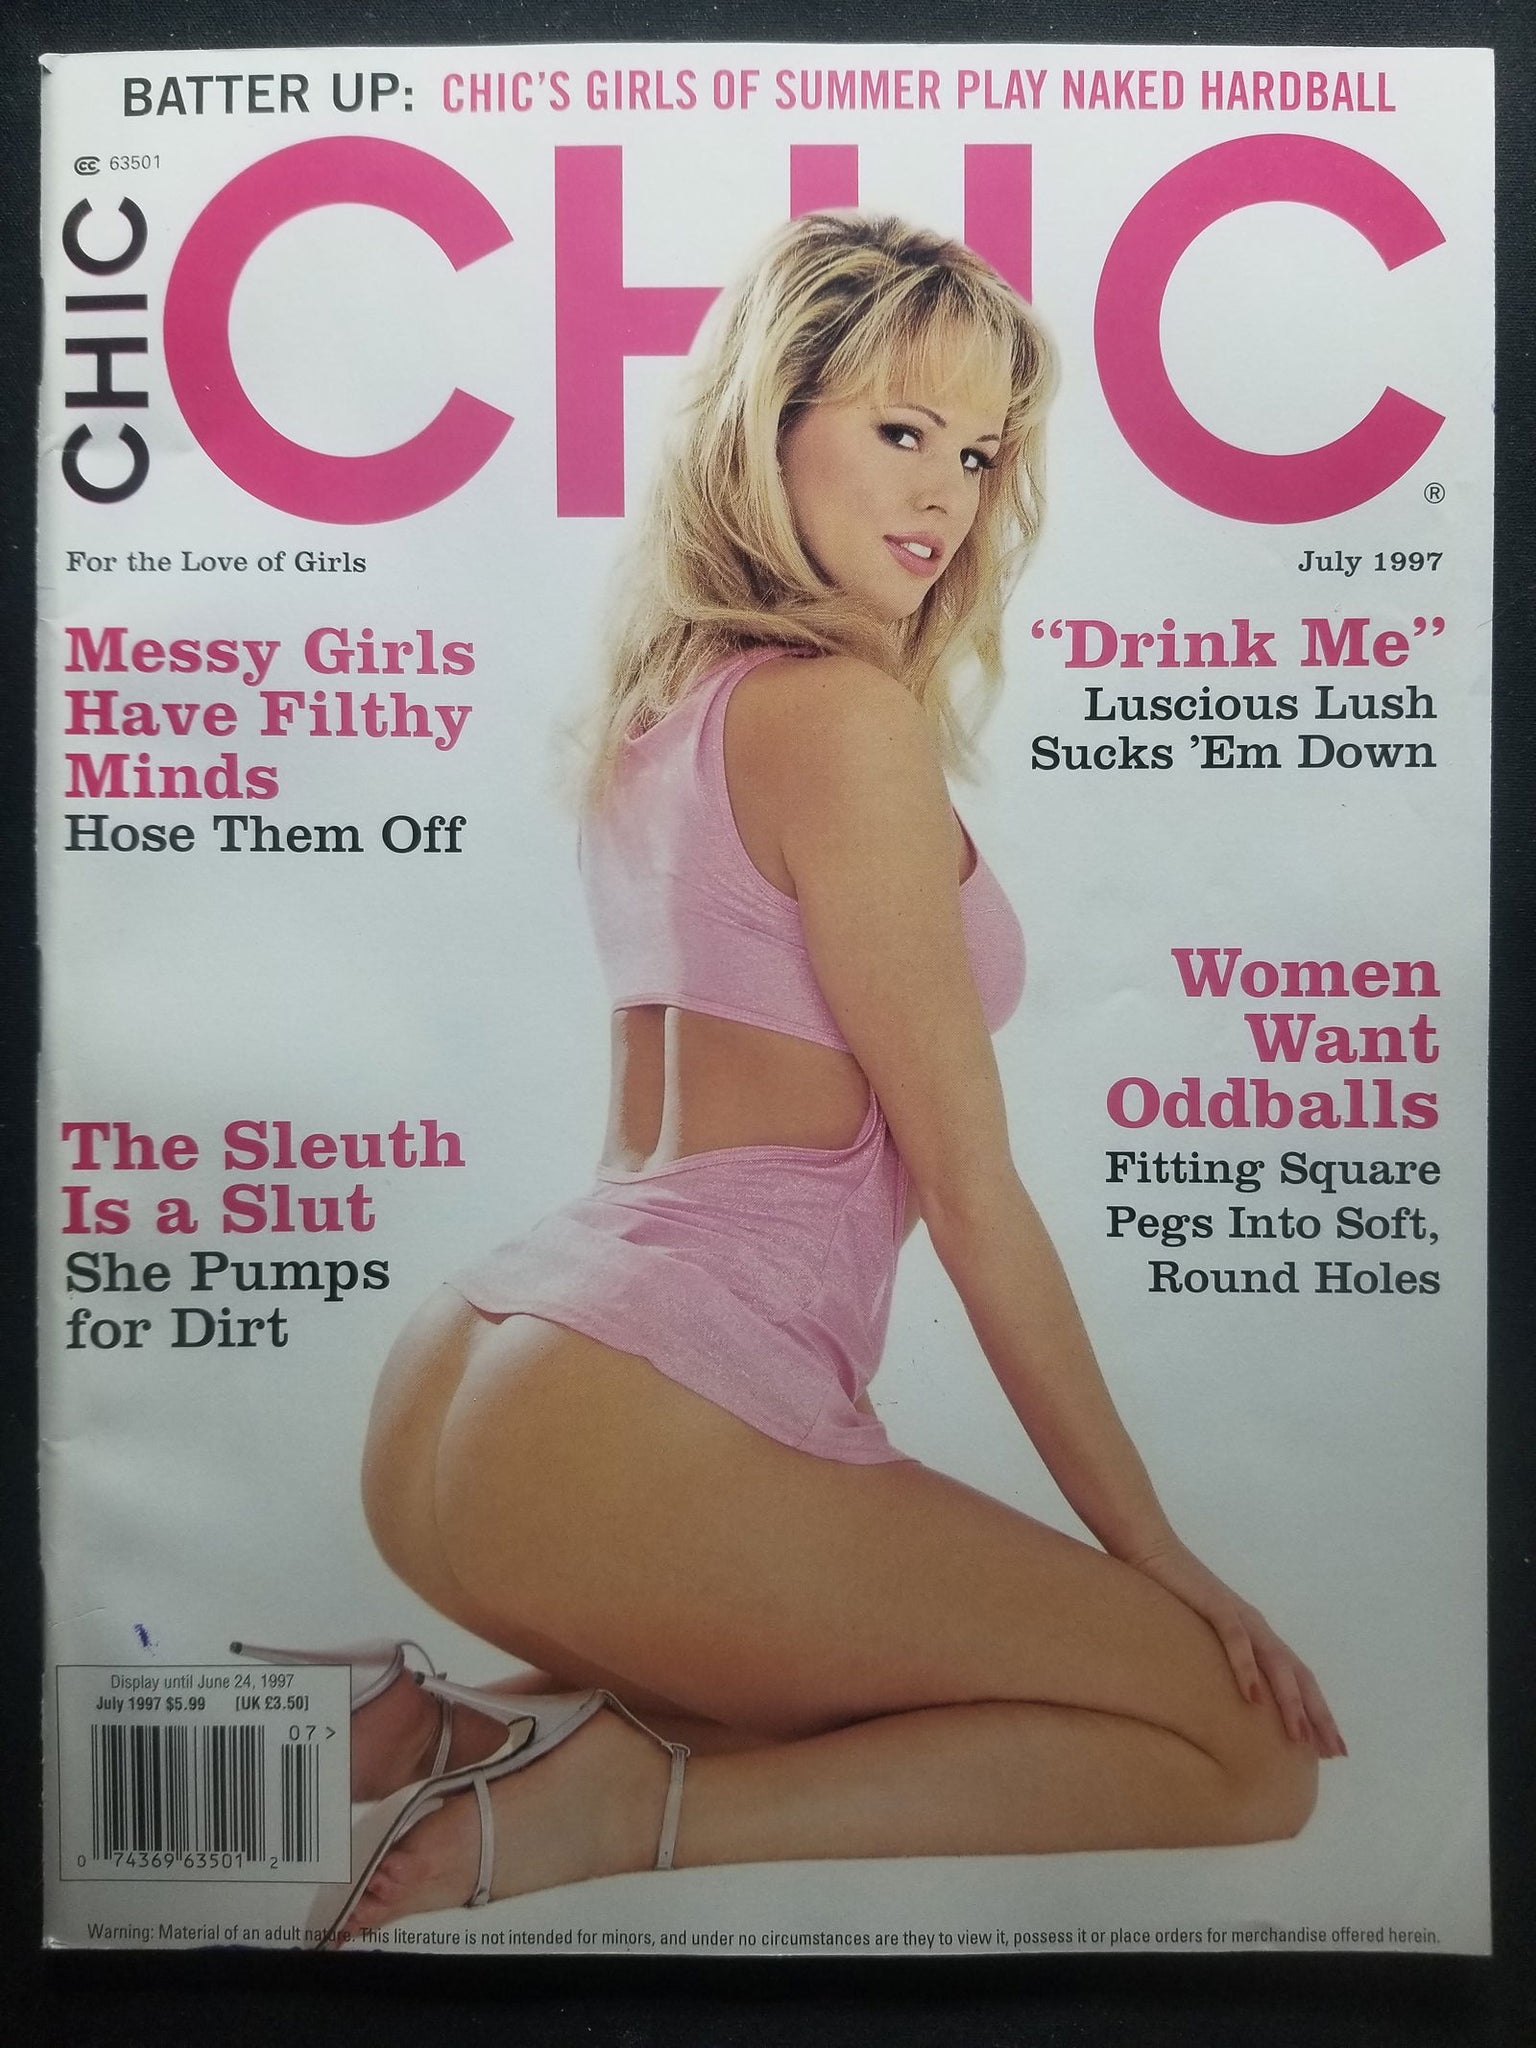 BATTER UP: CHIC'S GIRLS OF SUMMER PLAY NAKED HARDBALL
cc 63501
CHIC
CHIC
®
For the Love of Girls
July 1997
Messy Girls
Have Filthy
Minds
Hose Them Off
"Drink Me"
Luscious Lush
Sucks 'Em Down
Women
Want
Oddballs
Fitting Square
Pegs Into Soft,
Round Holes
The Sleuth
Is a Slut
She Pumps
for Dirt
Display until June 24, 1997
July 1997 $5.99 [UK £3.50]
07 >
0 74369 63501 2
Warning: Material of an adult nature. This literature is not intended for minors, and under no circumstances are they to view it, possess it or place orders for merchandise offered herein.